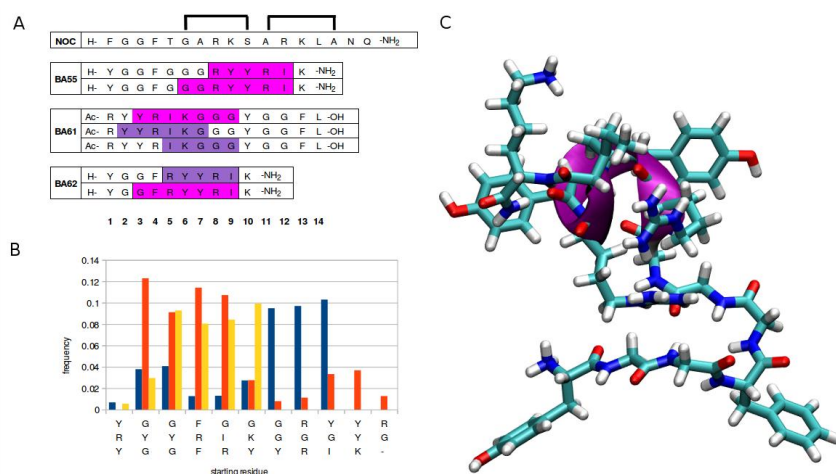 A
C
NOC H- F G G F T G A R K S A R K L A N Q -NH2
BA55 H- Y G G F G G G R Y Y R I K -NH2
H- Y G G F G G G R Y Y R I K -NH2
Ac- R Y Y R I K G G G Y G G F L -OH
BA61 Ac- R Y Y R I K G G G Y G G F L -OH
Ac- R Y Y R I K G G G Y G G F L -OH
BA62 H- Y G G F R Y Y R I K -NH2
H- Y G G F R Y Y R I K -NH2
1 2 3 4 5 6 7 8 9 10 11 12 13 14
B
0.14
0.12
0.1
0.08
0.06
0.04
0.02
0
frequency
Y G G F G G G R Y Y R
R Y Y R I K G G G Y G
Y G G F R Y Y R I K -
starting residue